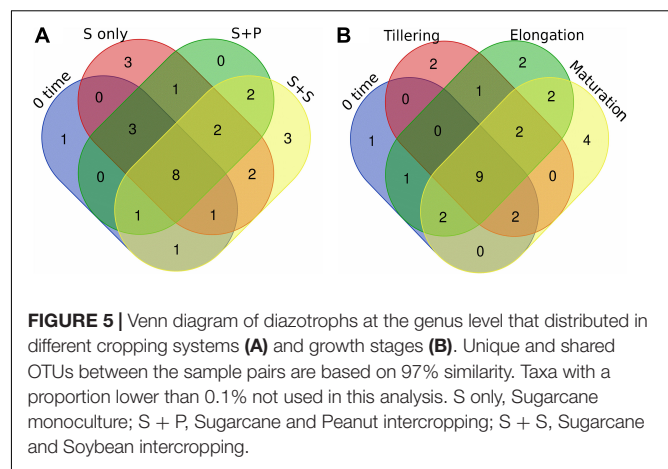 A
S only
S+P
B
Tillering
Elongation
0 time
S+S
0 time
Maturation
3
0
2
2
0
1
2
0
1
2
1
3
2
3
1
0
2
4
0
8
2
1
9
0
1
1
2
2
1
0
FIGURE 5 | Venn diagram of diazotrophs at the genus level that distributed in
different cropping systems (A) and growth stages (B). Unique and shared
OTUs between the sample pairs are based on 97% similarity. Taxa with a
proportion lower than 0.1% not used in this analysis. S only, Sugarcane
monoculture; S + P, Sugarcane and Peanut intercropping; S + S, Sugarcane
and Soybean intercropping.